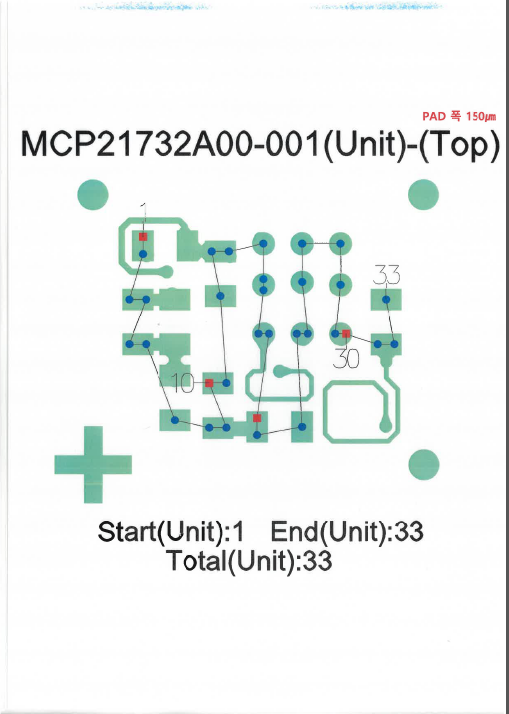 PAD 폭 150㎛
MCP21732A00-001(Unit)-(Top)
1
33
30
10
Start(Unit):1 End(Unit):33
Total(Unit):33